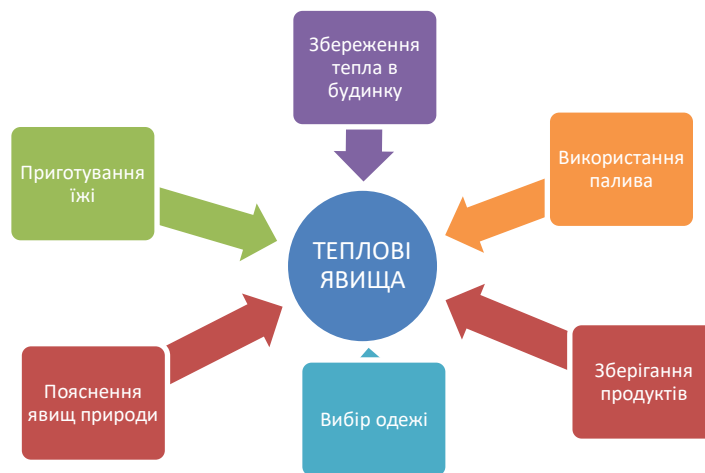 Збереження
тепла в
будинку
Приготування
їжі
Використання
палива
ТЕПЛОВІ
ЯВИЩА
Пояснення
явищ природи
Вибір одежі
Зберігання
продуктів